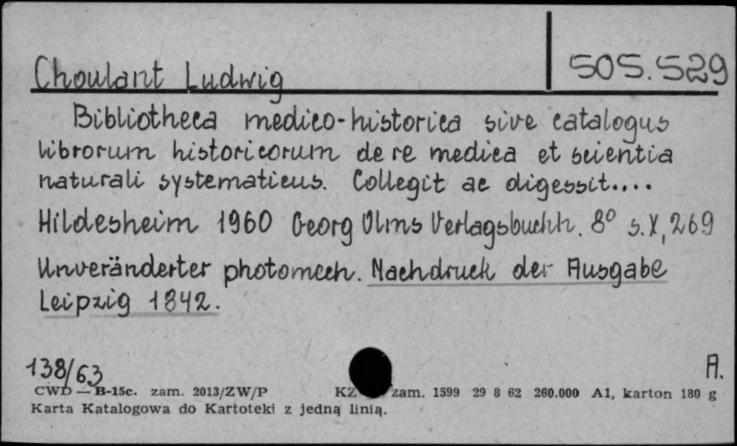 Choulant Ludwig
505.529
Bibliotheca medico-historica sive catalogus
librorum historicorum de re medica et scientia
naturali systematicus. Collegit ac digessit....
Hildesheim 1960 Georg Olms Verlagsbuchh. 8° s.X,269
Unveränderter photomech. Nachdruck der Ausgabe
Leipzig 1842.
138/63
A.
CWD — B-15c. zam. 2013/ZW/P KZ zam. 1599 29 8 62 260.000 A1, karton 180 g
Karta Katalogowa do Kartoteki z jedną linią.